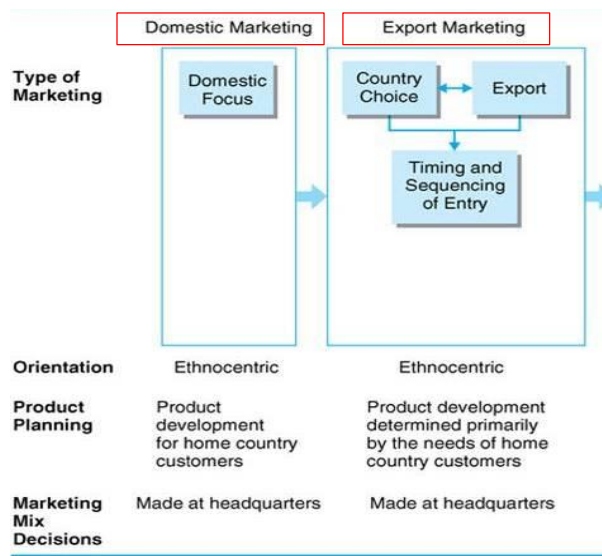 Domestic Marketing
Export Marketing
Type of
Marketing
Domestic
Focus
Country
Choice
Export
Timing and
Sequencing
of Entry
Orientation
Ethnocentric
Ethnocentric
Product
Planning
Product
development
for home country
customers
Product development
determined primarily
by the needs of home
country customers
Marketing
Mix
Decisions
Made at headquarters
Made at headquarters